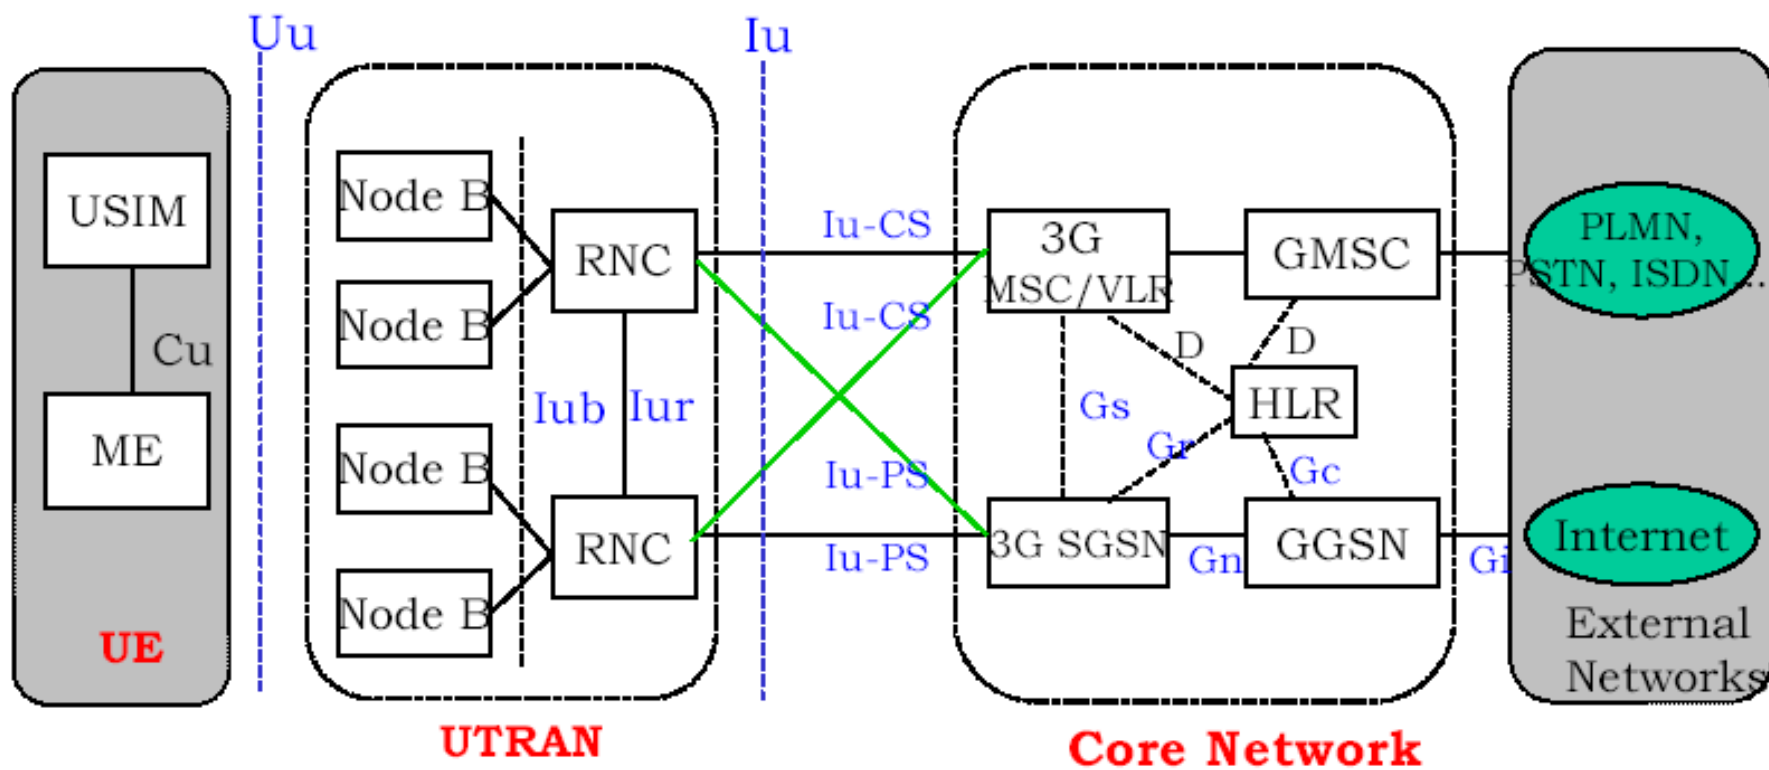 Uu
Iu
USIM
Cu
ME
UE
Node B
Node B
Node B
Node B
RNC
RNC
Iub
Iur
UTRAN
Iu-CS
Iu-CS
Iu-PS
Iu-PS
3G
MSC/VLR
GMSC
D
D
HLR
Gs
Gr
Gc
3G SGSN
Gn
GGSN
Gi
Core Network
PLMN,
PSTN, ISDN...
Internet
External
Networks